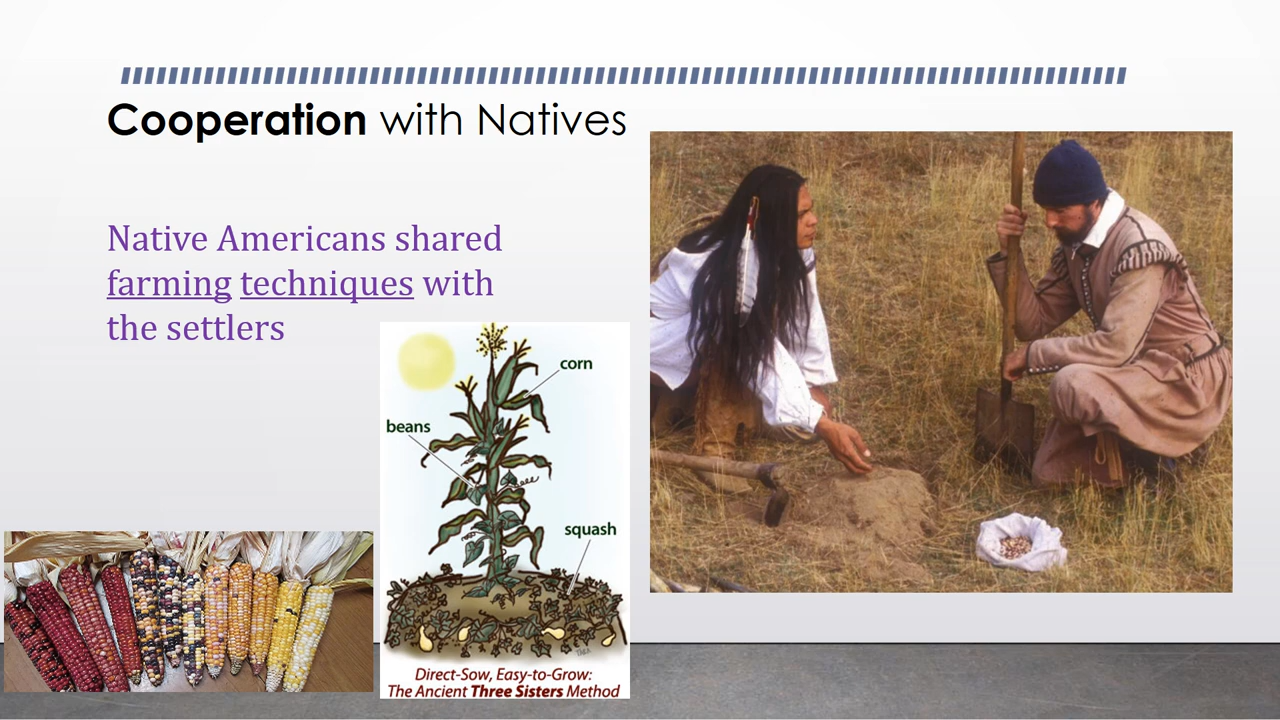 Cooperation with Natives
Native Americans shared
farming techniques with
the settlers
corn
beans
squash
Direct-Sow, Easy-to-Grow:
The Ancient Three Sisters Method